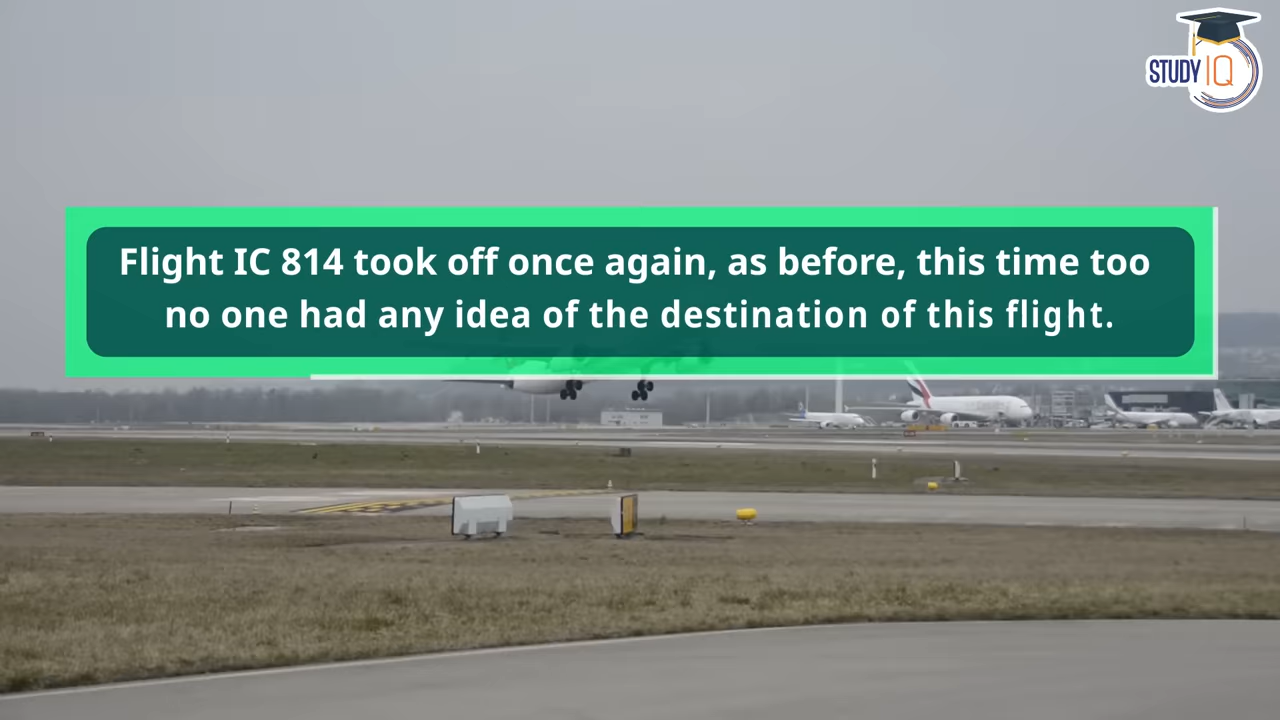 STUDY IQ
Flight IC 814 took off once again, as before, this time too
no one had any idea of the destination of this flight.